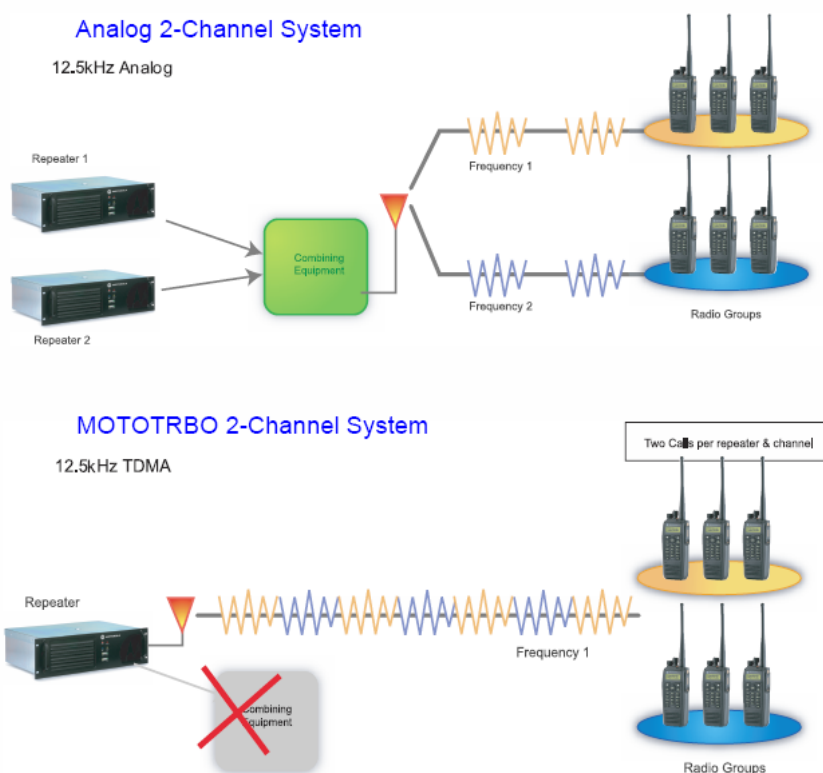 Analog 2-Channel System
12.5kHz Analog
Repeater 1
Frequency 1
Combining
Equipment
Repeater 2
Frequency 2
Radio Groups
MOTOTRBO 2-Channel System
Two Calls per repeater & channel
12.5kHz TDMA
Repeater
Frequency 1
Combining
Equipment
Radio Groups